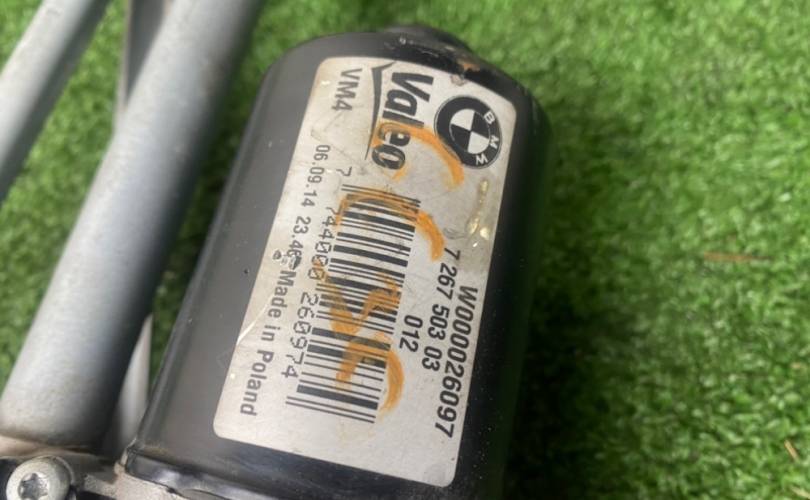 BMW
Valeo
VM4
W000026097
7 267 503 03
012
7 744000 260974
06.09.14 23.46 Made in Poland